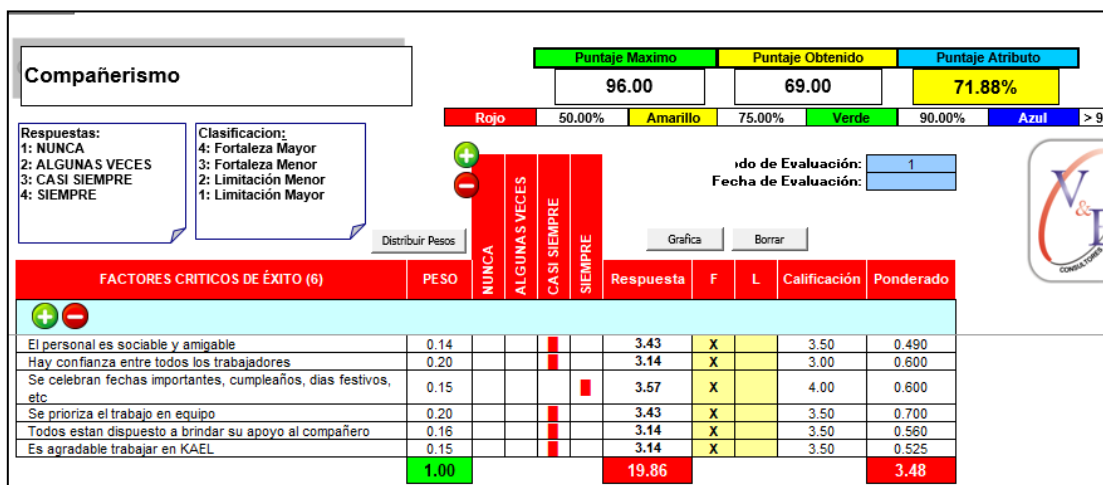 Compañerismo
Puntaje Maximo Puntaje Obtenido Puntaje Atributo
96.00 69.00 71.88%
Rojo 50.00% Amarillo 75.00% Verde 90.00% Azul > 9
Respuestas:
1: NUNCA
2: ALGUNAS VECES
3: CASI SIEMPRE
4: SIEMPRE
Clasificacion:
4: Fortaleza Mayor
3: Fortaleza Menor
2: Limitación Menor
1: Limitación Mayor
do de Evaluación: 1
Fecha de Evaluación:
V&
CONSULTORES
Distribuir Pesos
Grafica
Borrar
FACTORES CRITICOS DE ÉXITO (6) PESO NUNCA ALGUNAS VECES CASI SIEMPRE SIEMPRE Respuesta F L Calificación Ponderado
El personal es sociable y amigable 0.14 3.43 X 3.50 0.490
Hay confianza entre todos los trabajadores 0.20 3.14 X 3.00 0.600
Se celebran fechas importantes, cumpleaños, dias festivos,
etc 0.15 3.57 X 4.00 0.600
Se prioriza el trabajo en equipo 0.20 3.43 X 3.50 0.700
Todos estan dispuesto a brindar su apoyo al compañero 0.16 3.14 X 3.50 0.560
Es agradable trabajar en KAEL 0.15 3.14 X 3.50 0.525
1.00 19.86 3.48